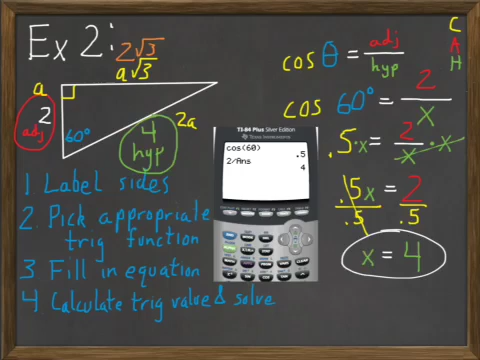 Ex 2: 2√3
a√3
a
2
adj
60°
4
hyp
2a
C
A
H
cos θ = adj/hyp
cos 60° = 2/x
.5·x = 2/x·x
.5x = 2
.5 .5
x = 4
TI-84 Plus Silver Edition
Texas Instruments
cos(60)
.5
2/Ans
4
1 Label sides
2. Pick appropriate
trig function
3 Fill in equation
4 Calculate trig value & solve